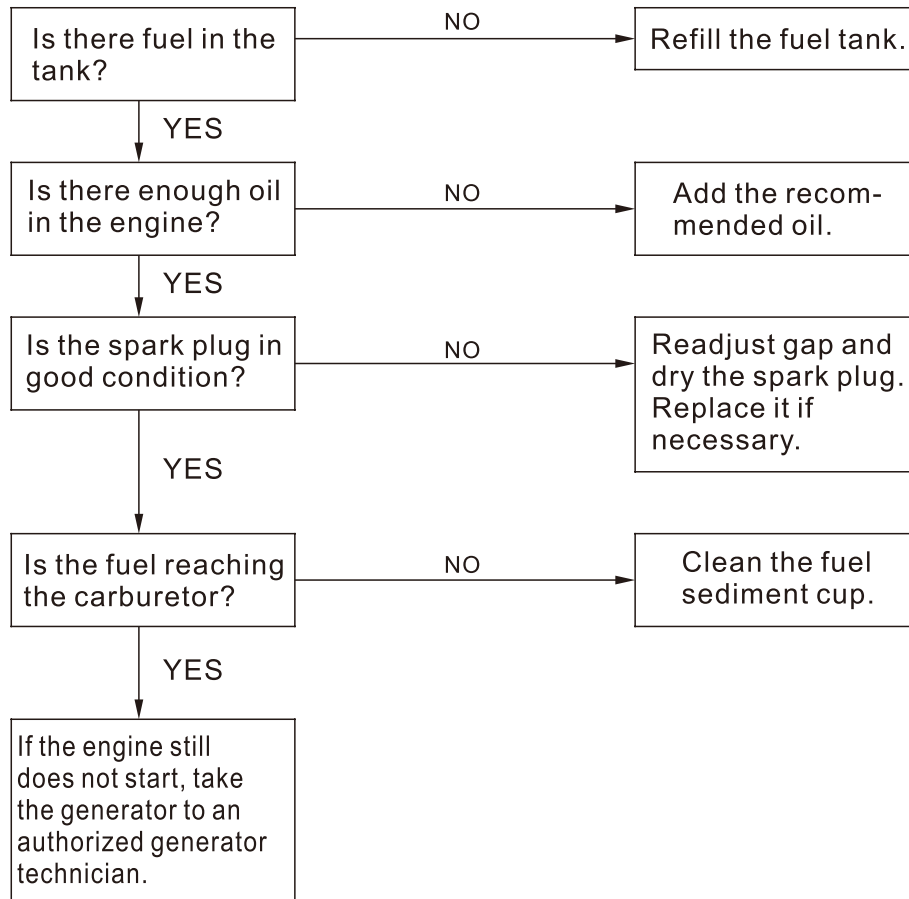 Is there fuel in the
tank?
NO
Refill the fuel tank.
YES
Is there enough oil
in the engine?
NO
Add the recom-
mended oil.
YES
Is the spark plug in
good condition?
NO
Readjust gap and
dry the spark plug.
Replace it if
necessary.
YES
Is the fuel reaching
the carburetor?
NO
Clean the fuel
sediment cup.
YES
If the engine still
does not start, take
the generator to an
authorized generator
technician.